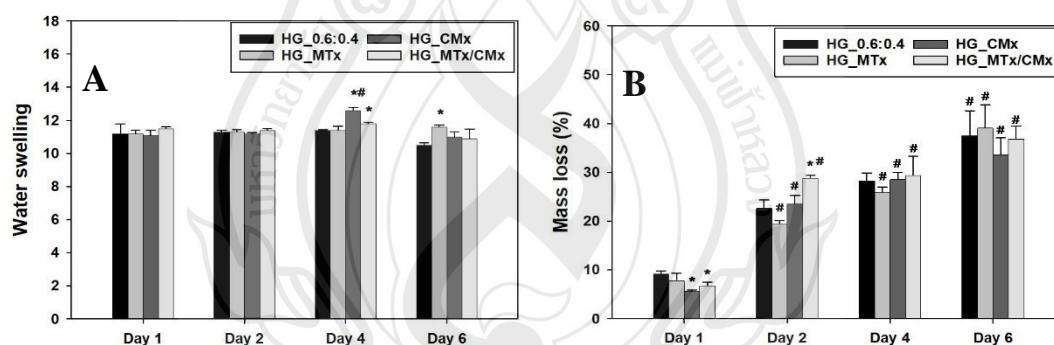 A
HG_0.6:0.4 HG_CMx
HG_MTx HG_MTx/CMx
Water swelling
18
16
14
12
10
8
6
4
2
0
*#
*
*
Day 1 Day 2 Day 4 Day 6
B
HG_0.6:0.4 HG_CMx
HG_MTx HG_MTx/CMx
Mass loss (%)
60
50
40
30
20
10
0
* *
# # *#
# # #
# # # #
Day 1 Day 2 Day 4 Day 6